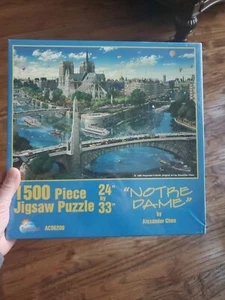 1500 Piece
Jigsaw Puzzle
24"
by
33"
"NOTRE
DAME"
by
Alexander Chen